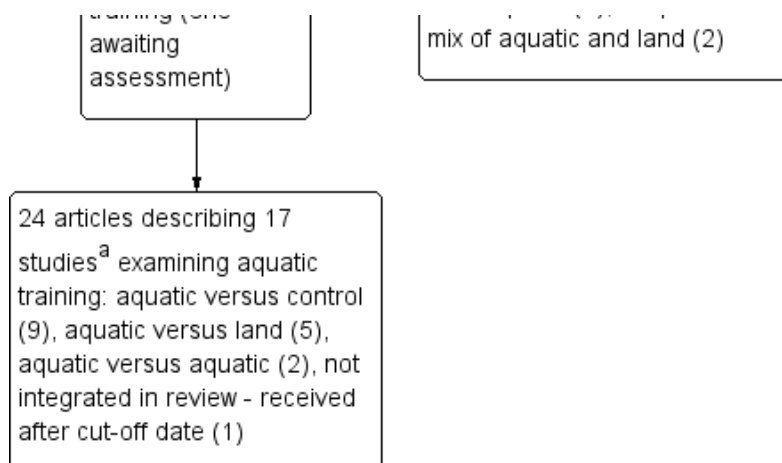 training (one
awaiting
assessment)
mix of aquatic and land (2)
24 articles describing 17
studiesᵃ examining aquatic
training: aquatic versus control
(9), aquatic versus land (5),
aquatic versus aquatic (2), not
integrated in review - received
after cut-off date (1)